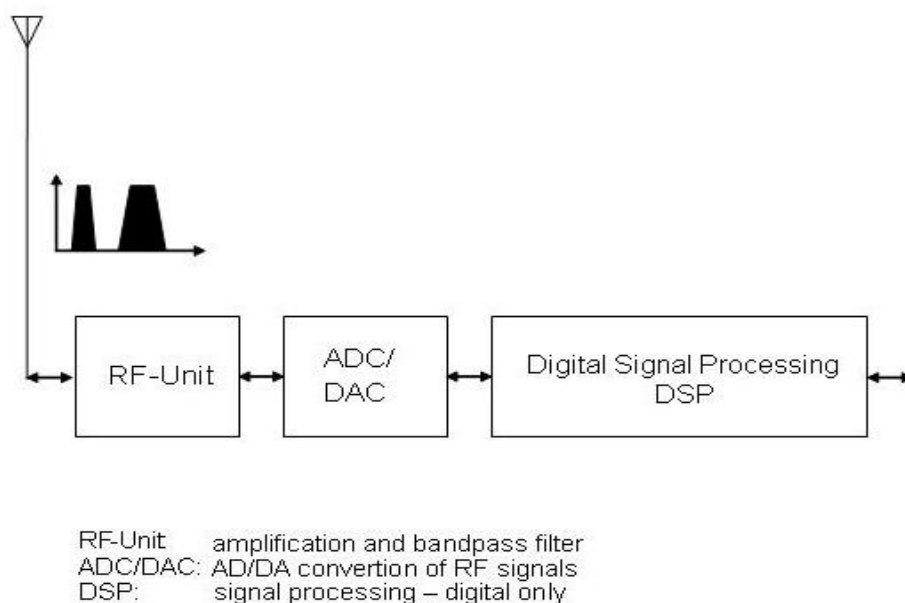 RF-Unit
ADC/
DAC
Digital Signal Processing
DSP
RF-Unit amplification and bandpass filter
ADC/DAC: AD/DA convertion of RF signals
DSP: signal processing – digital only